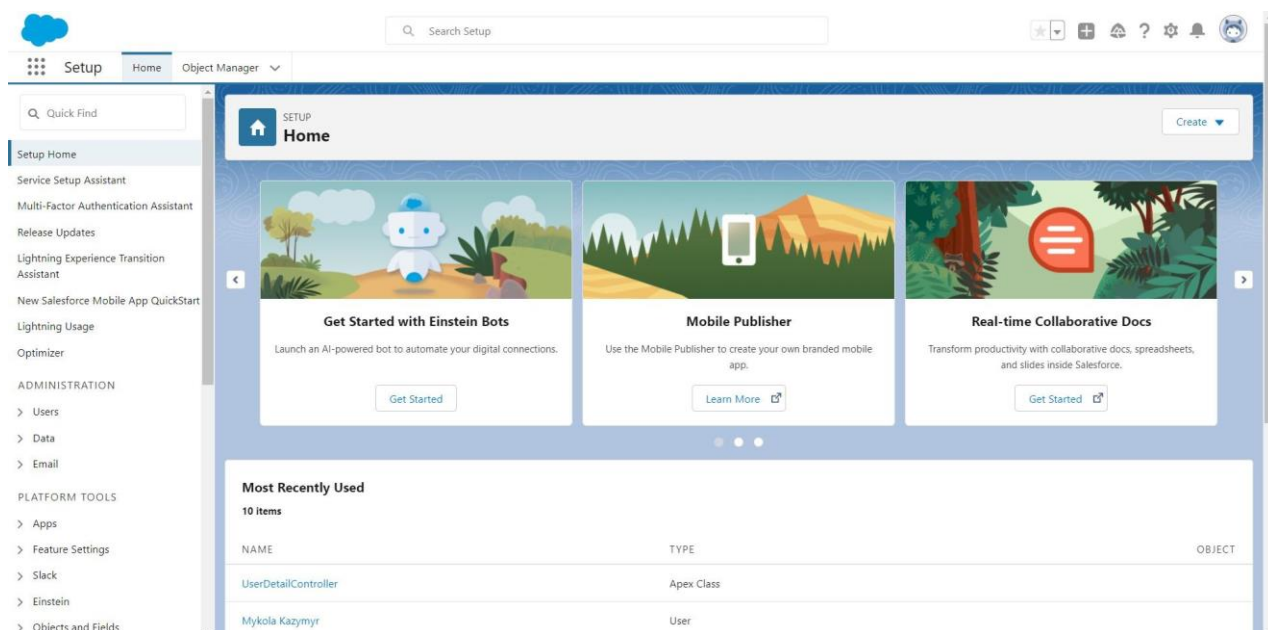 Search Setup
Setup
Home
Object Manager
Quick Find
Setup Home
Service Setup Assistant
Multi-Factor Authentication Assistant
Release Updates
Lightning Experience Transition
Assistant
New Salesforce Mobile App QuickStart
Lightning Usage
Optimizer
ADMINISTRATION
Users
Data
Email
PLATFORM TOOLS
Apps
Feature Settings
Slack
Einstein
Objects and Fields
SETUP
Home
Create
Get Started with Einstein Bots
Launch an AI-powered bot to automate your digital connections.
Get Started
Mobile Publisher
Use the Mobile Publisher to create your own branded mobile
app.
Learn More
Real-time Collaborative Docs
Transform productivity with collaborative docs, spreadsheets,
and slides inside Salesforce.
Get Started
Most Recently Used
10 items
NAME TYPE OBJECT
UserDetailController Apex Class
Mykola Kazymyr User